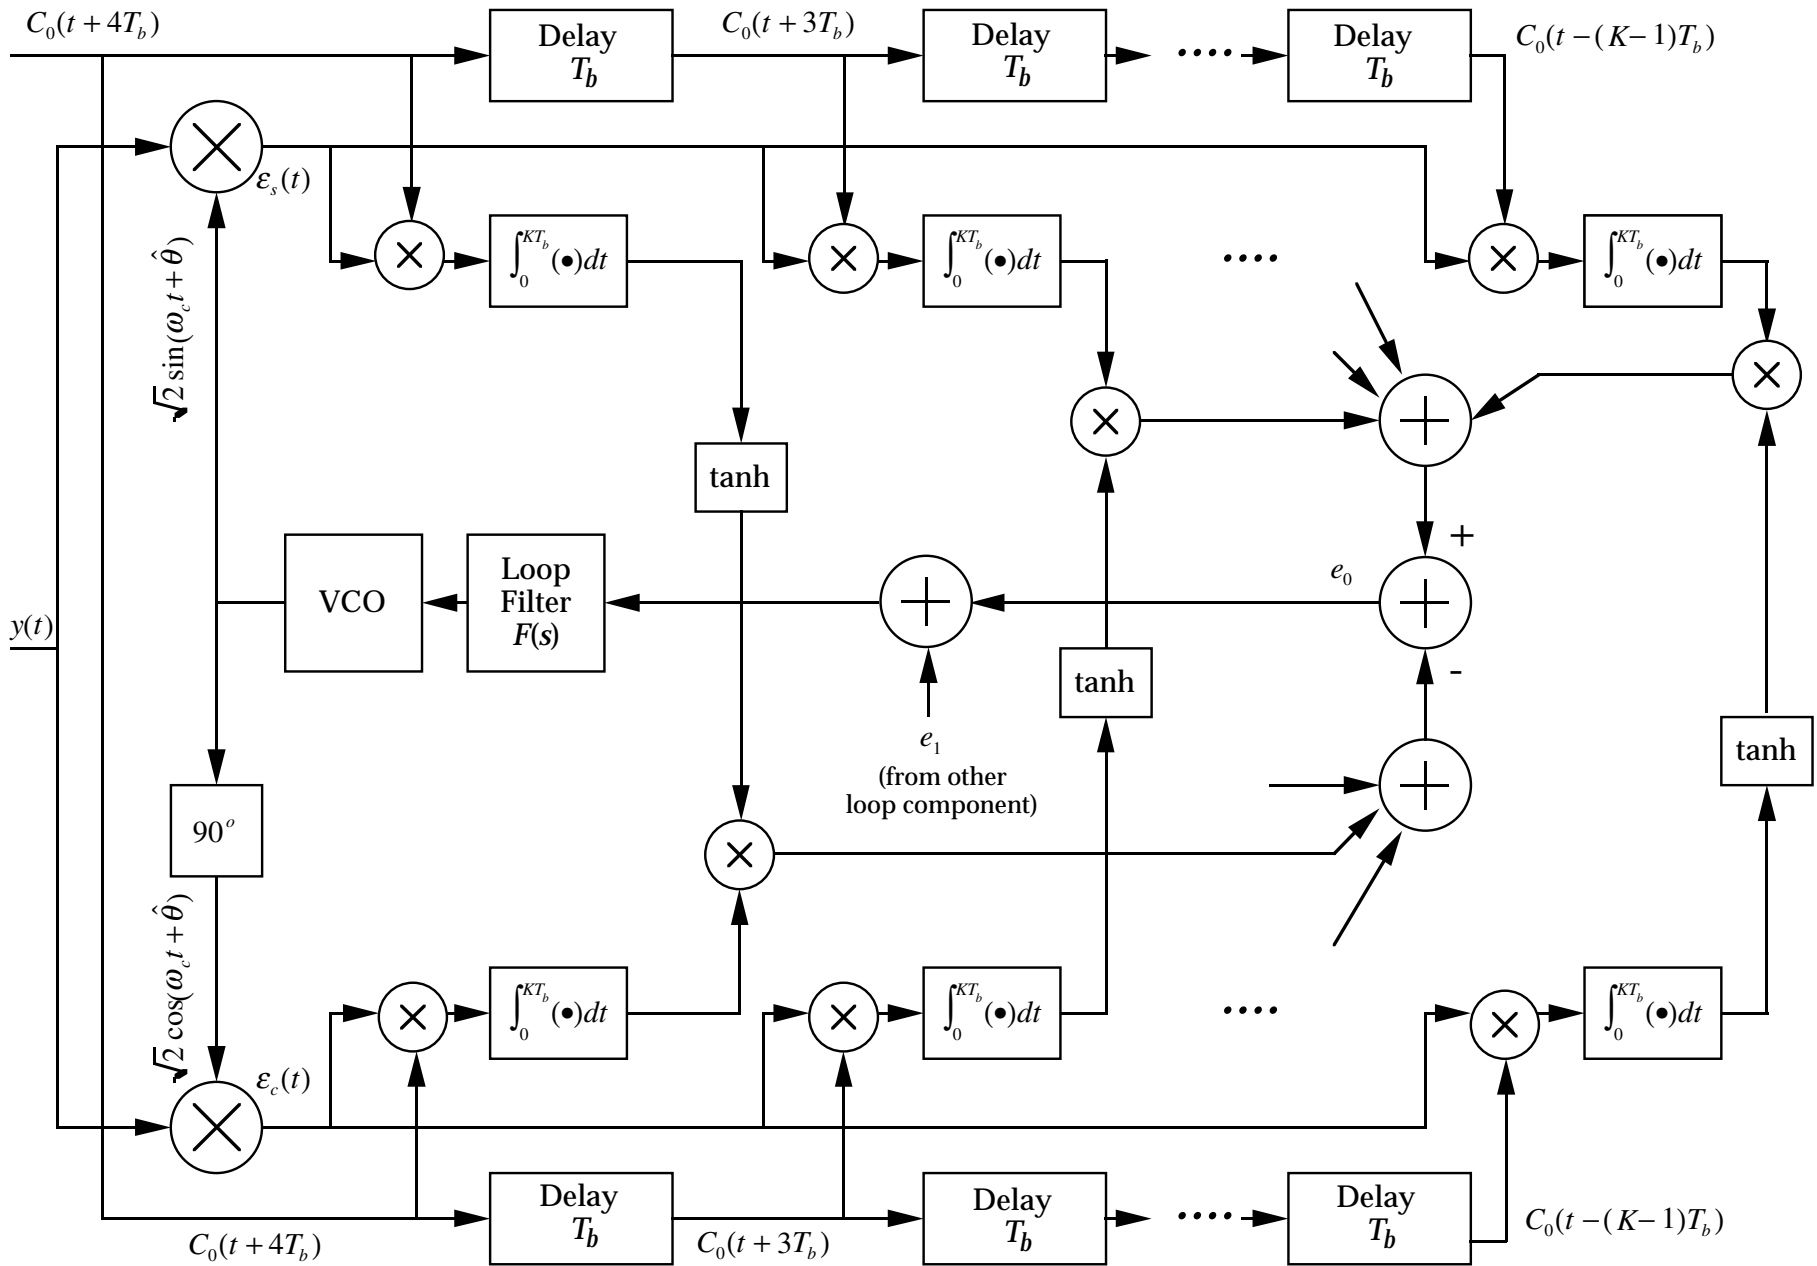 C₀(t + 4T_b)
Delay
T_b
C₀(t + 3T_b)
Delay
T_b
••••
Delay
T_b
C₀(t − (K − 1)T_b)
ε_s(t)
√2 sin(ω_c t + θ̂)
∫₀^{KT_b} (•)dt
∫₀^{KT_b} (•)dt
••••
∫₀^{KT_b} (•)dt
tanh
+
e₀
VCO
Loop
Filter
F(s)
y(t)
tanh
-
e₁
(from other
loop component)
tanh
90°
√2 cos(ω_c t + θ̂)
∫₀^{KT_b} (•)dt
∫₀^{KT_b} (•)dt
••••
∫₀^{KT_b} (•)dt
ε_c(t)
C₀(t + 4T_b)
Delay
T_b
C₀(t + 3T_b)
Delay
T_b
••••
Delay
T_b
C₀(t − (K − 1)T_b)